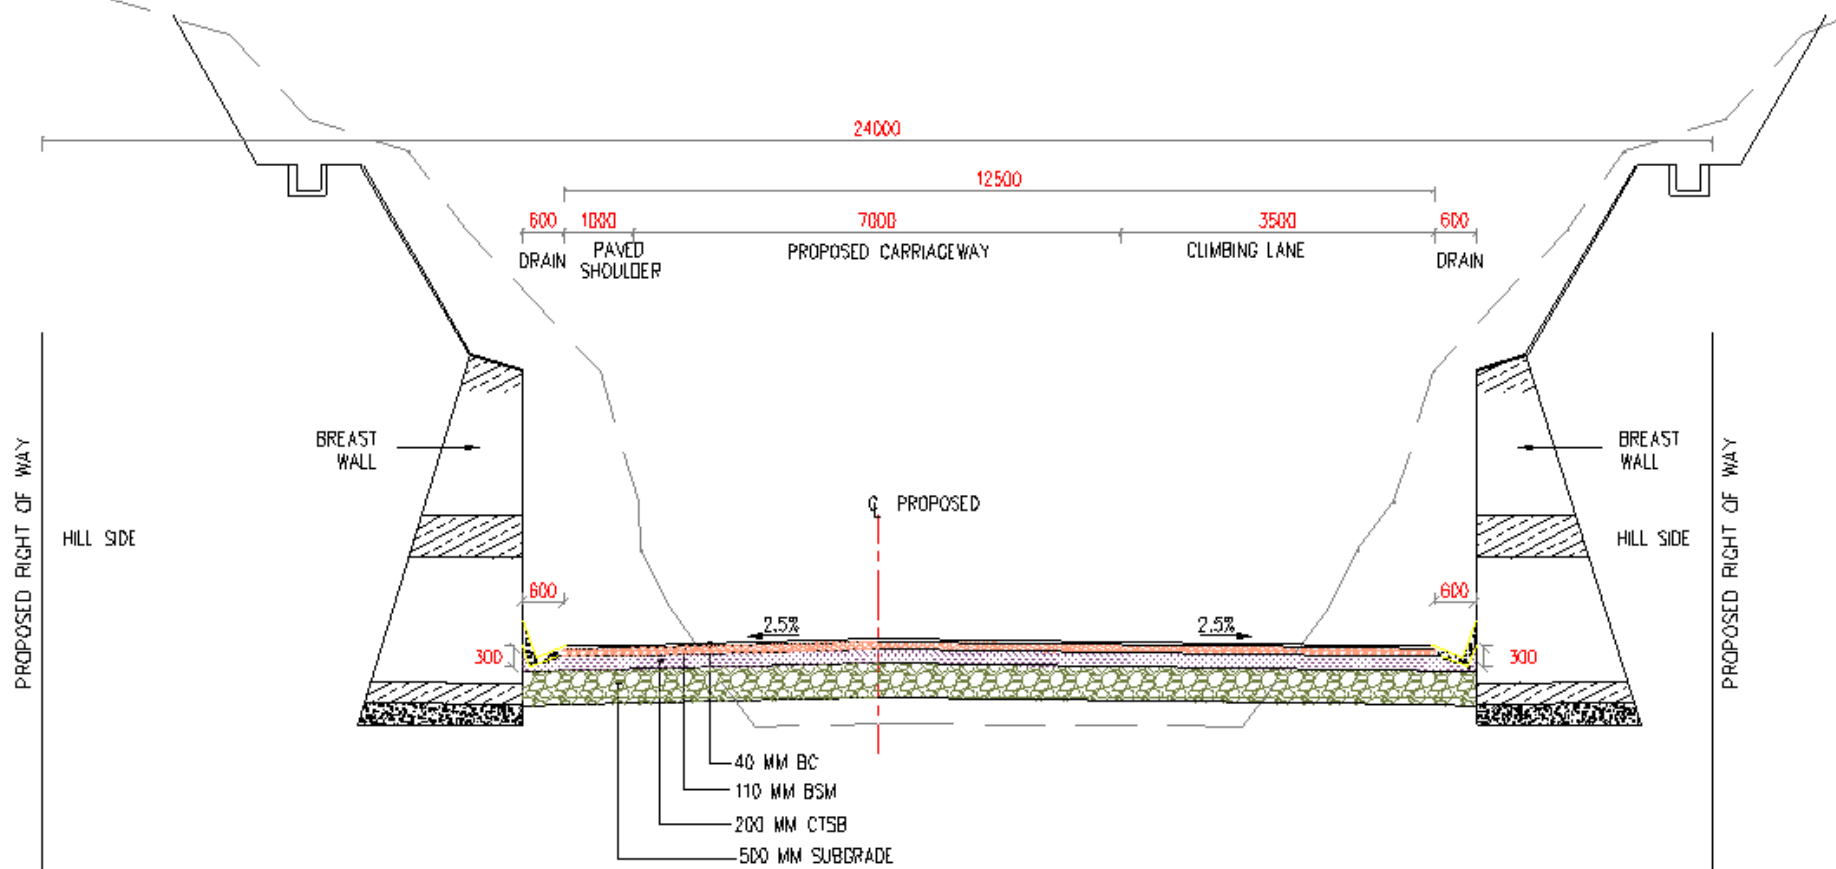 24000
12500
600 1000 7000 3500 600
DRAIN
PAVED
SHOULDER
PROPOSED CARRIAGEWAY
CLIMBING LANE
DRAIN
BREAST
WALL
BREAST
WALL
PROPOSED RIGHT OF WAY
HILL SIDE
℄ PROPOSED
HILL SIDE
PROPOSED RIGHT OF WAY
600
600
2.5%
2.5%
300
300
40 MM BC
110 MM BSM
200 MM CTSB
500 MM SUBGRADE